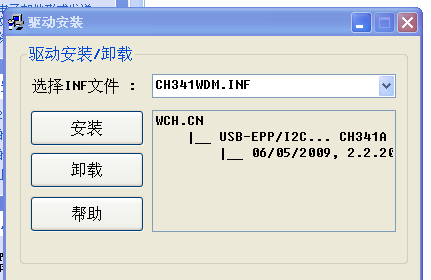 驱动安装
驱动安装/卸载
选择INF文件 :
CH341WDM.INF
安装
卸载
帮助
WCH.CN
|__ USB-EPP/I2C... CH341A
|__ 06/05/2009, 2.2.20